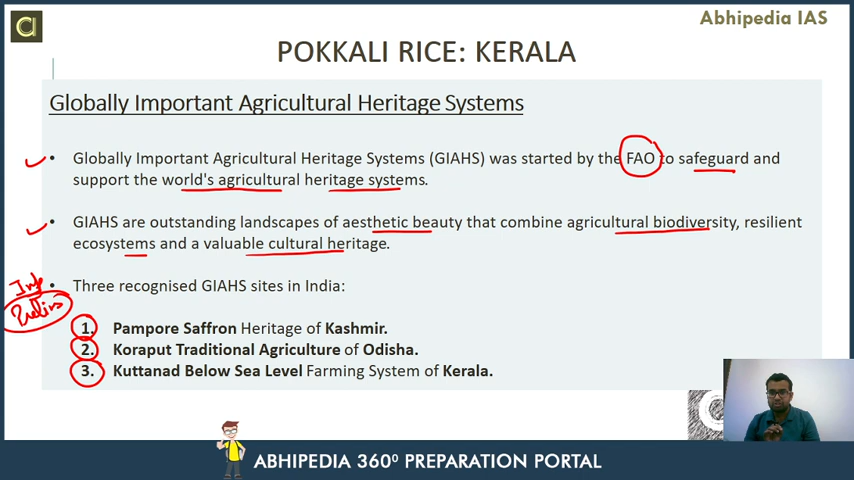 Abhipedia IAS
POKKALI RICE: KERALA
Globally Important Agricultural Heritage Systems
• Globally Important Agricultural Heritage Systems (GIAHS) was started by the FAO to safeguard and
support the world's agricultural heritage systems.
• GIAHS are outstanding landscapes of aesthetic beauty that combine agricultural biodiversity, resilient
ecosystems and a valuable cultural heritage.
Imp
Prelims
• Three recognised GIAHS sites in India:
1. Pampore Saffron Heritage of Kashmir.
2. Koraput Traditional Agriculture of Odisha.
3. Kuttanad Below Sea Level Farming System of Kerala.
ABHIPEDIA 360⁰ PREPARATION PORTAL